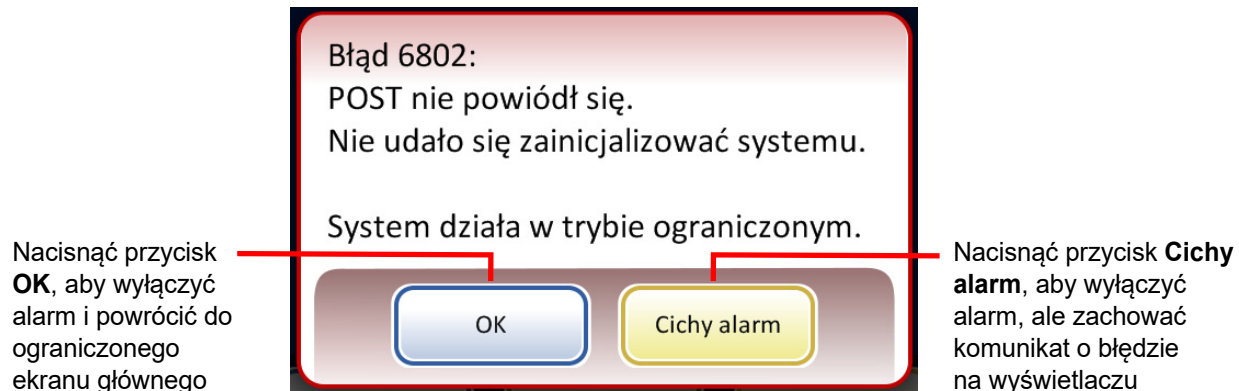 Błąd 6802:
POST nie powiódł się.
Nie udało się zainicjalizować systemu.
System działa w trybie ograniczonym.
OK
Cichy alarm
Nacisnąć przycisk
OK, aby wyłączyć
alarm i powrócić do
ograniczonego
ekranu głównego
Nacisnąć przycisk Cichy
alarm, aby wyłączyć
alarm, ale zachować
komunikat o błędzie
na wyświetlaczu